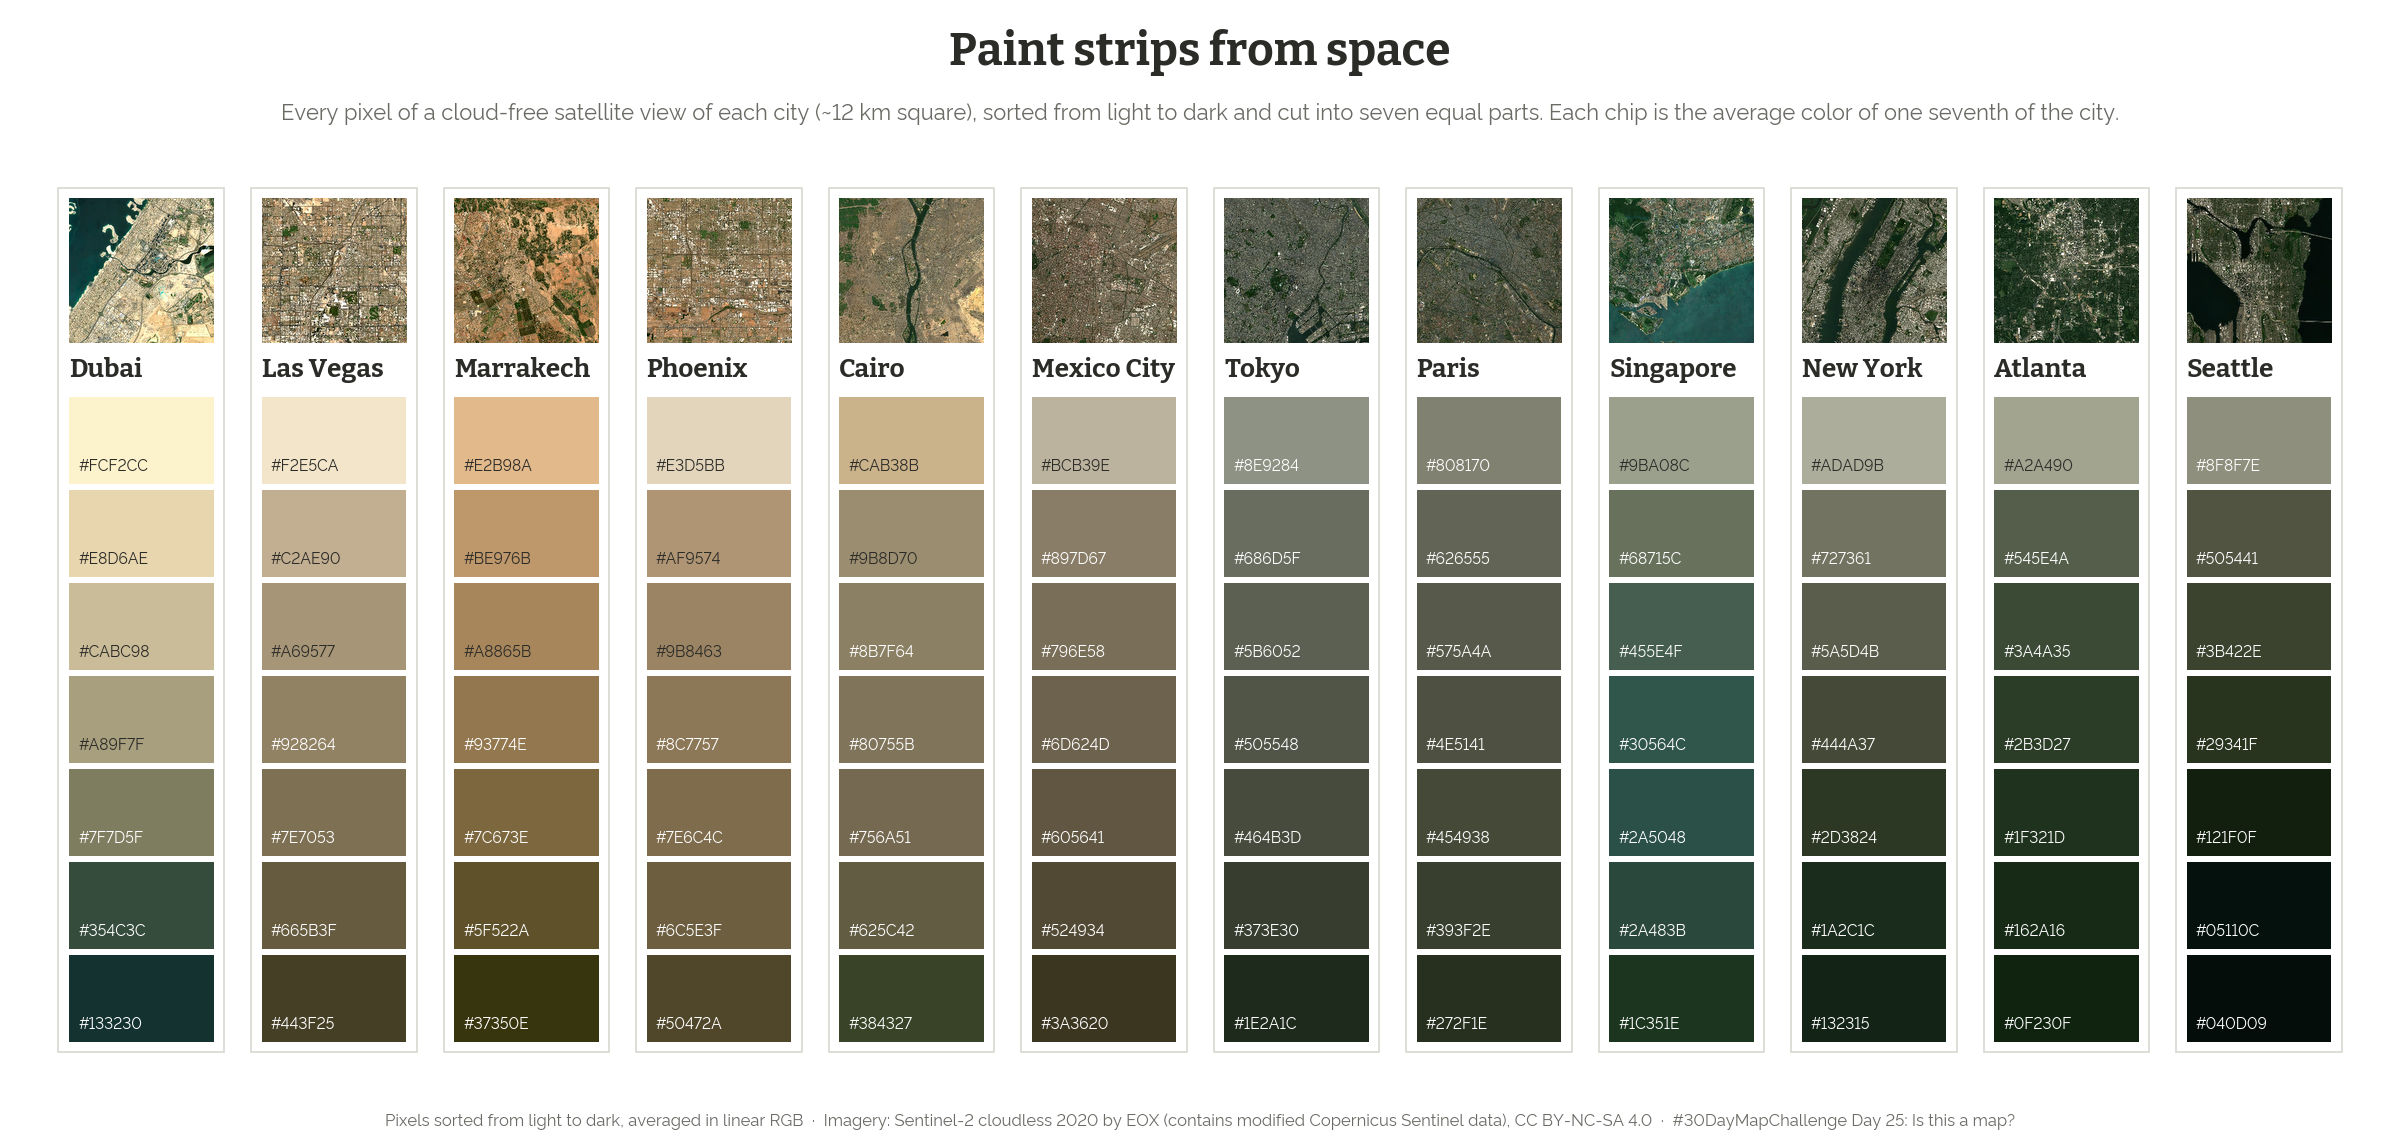 Paint strips from space
Every pixel of a cloud-free satellite view of each city (~12 km square), sorted from light to dark and cut into seven equal parts. Each chip is the average color of one seventh of the city.
Dubai
#FCF2CC
#E8D6AE
#CABC98
#A89F7F
#7F7D5F
#354C3C
#133230
Las Vegas
#F2E5CA
#C2AE90
#A69577
#928264
#7E7053
#665B3F
#443F25
Marrakech
#E2B98A
#BE976B
#A8865B
#93774E
#7C673E
#5F522A
#37350E
Phoenix
#E3D5BB
#AF9574
#9B8463
#8C7757
#7E6C4C
#6C5E3F
#50472A
Cairo
#CAB38B
#9B8D70
#8B7F64
#80755B
#756A51
#625C42
#384327
Mexico City
#BCB39E
#897D67
#796E58
#6D624D
#605641
#524934
#3A3620
Tokyo
#8E9284
#686D5F
#5B6052
#505548
#464B3D
#373E30
#1E2A1C
Paris
#808170
#626555
#575A4A
#4E5141
#454938
#393F2E
#272F1E
Singapore
#9BA08C
#68715C
#455E4F
#30564C
#2A5048
#2A483B
#1C351E
New York
#ADAD9B
#727361
#5A5D4B
#444A37
#2D3824
#1A2C1C
#132315
Atlanta
#A2A490
#545E4A
#3A4A35
#2B3D27
#1F321D
#162A16
#0F230F
Seattle
#8F8F7E
#505441
#3B422E
#29341F
#121F0F
#05110C
#040D09
Pixels sorted from light to dark, averaged in linear RGB · Imagery: Sentinel-2 cloudless 2020 by EOX (contains modified Copernicus Sentinel data), CC BY-NC-SA 4.0 · #30DayMapChallenge Day 25: Is this a map?